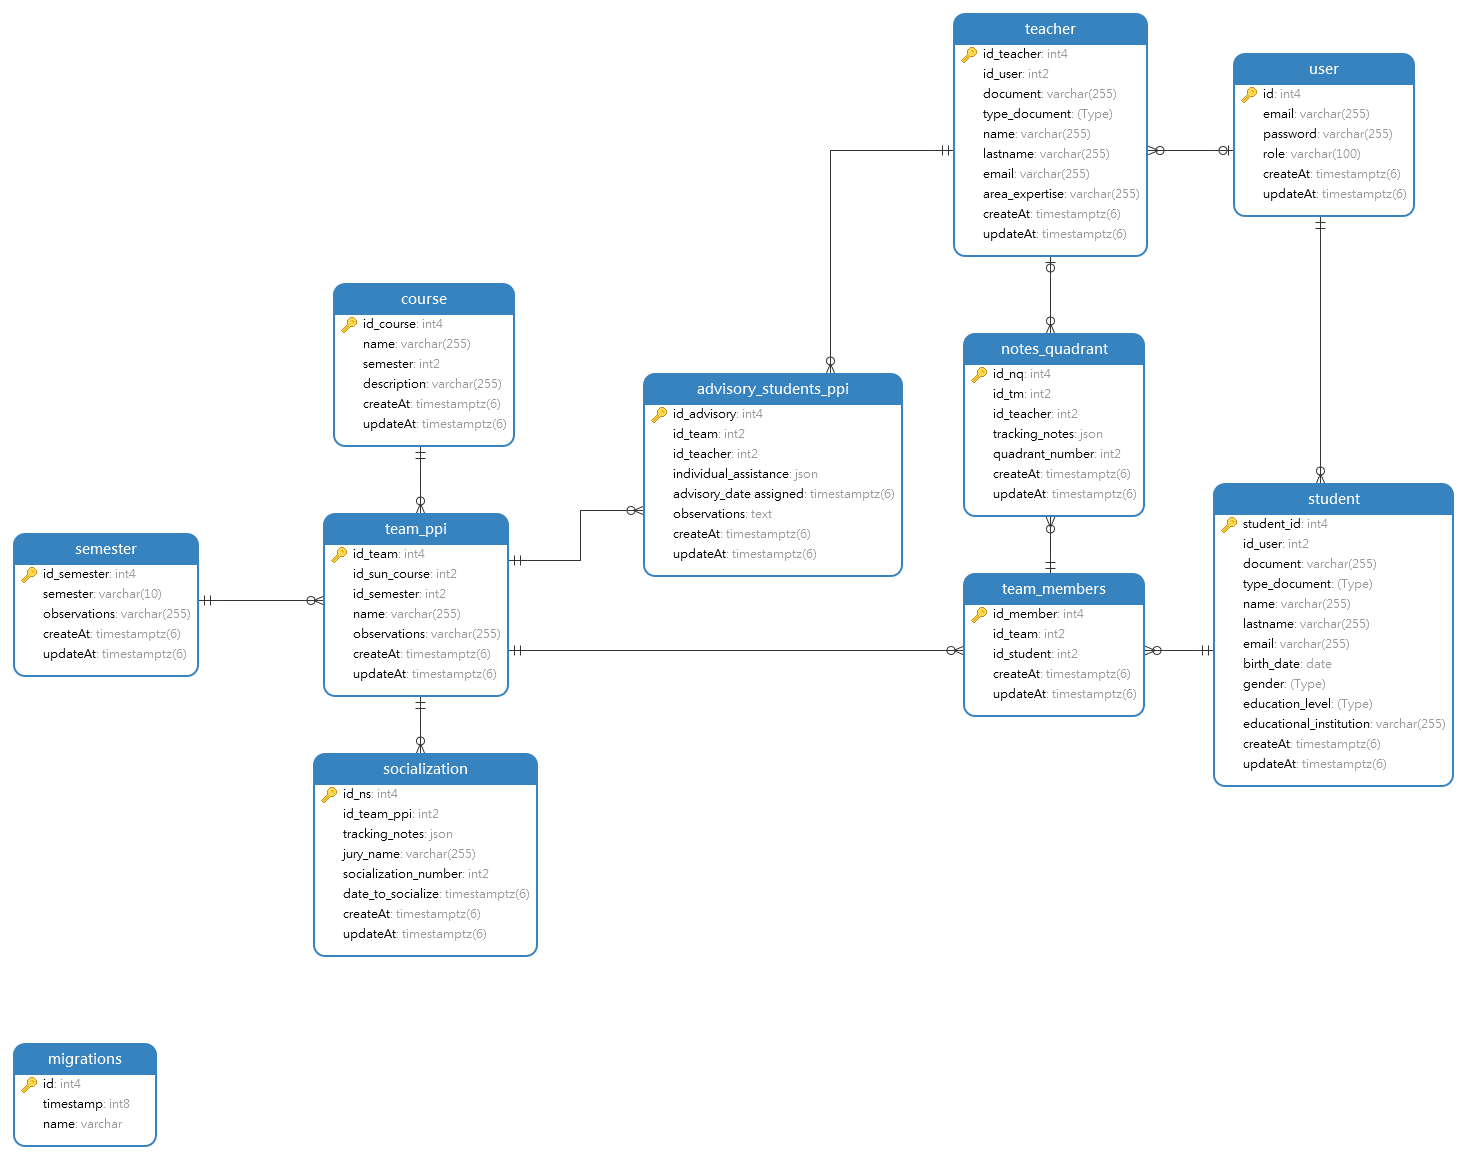 teacher
id_teacher: int4
id_user: int2
document: varchar(255)
type_document: (Type)
name: varchar(255)
lastname: varchar(255)
email: varchar(255)
area_expertise: varchar(255)
createAt: timestamptz(6)
updateAt: timestamptz(6)
user
id: int4
email: varchar(255)
password: varchar(255)
role: varchar(100)
createAt: timestamptz(6)
updateAt: timestamptz(6)
course
id_course: int4
name: varchar(255)
semester: int2
description: varchar(255)
createAt: timestamptz(6)
updateAt: timestamptz(6)
notes_quadrant
id_nq: int4
id_tm: int2
id_teacher: int2
tracking_notes: json
quadrant_number: int2
createAt: timestamptz(6)
updateAt: timestamptz(6)
advisory_students_ppi
id_advisory: int4
id_team: int2
id_teacher: int2
individual_assistance: json
advisory_date assigned: timestamptz(6)
observations: text
createAt: timestamptz(6)
updateAt: timestamptz(6)
student
student_id: int4
id_user: int2
document: varchar(255)
type_document: (Type)
name: varchar(255)
lastname: varchar(255)
email: varchar(255)
birth_date: date
gender: (Type)
education_level: (Type)
educational_institution: varchar(255)
createAt: timestamptz(6)
updateAt: timestamptz(6)
semester
id_semester: int4
semester: varchar(10)
observations: varchar(255)
createAt: timestamptz(6)
updateAt: timestamptz(6)
team_ppi
id_team: int4
id_sun_course: int2
id_semester: int2
name: varchar(255)
observations: varchar(255)
createAt: timestamptz(6)
updateAt: timestamptz(6)
team_members
id_member: int4
id_team: int2
id_student: int2
createAt: timestamptz(6)
updateAt: timestamptz(6)
socialization
id_ns: int4
id_team_ppi: int2
tracking_notes: json
jury_name: varchar(255)
socialization_number: int2
date_to_socialize: timestamptz(6)
createAt: timestamptz(6)
updateAt: timestamptz(6)
migrations
id: int4
timestamp: int8
name: varchar